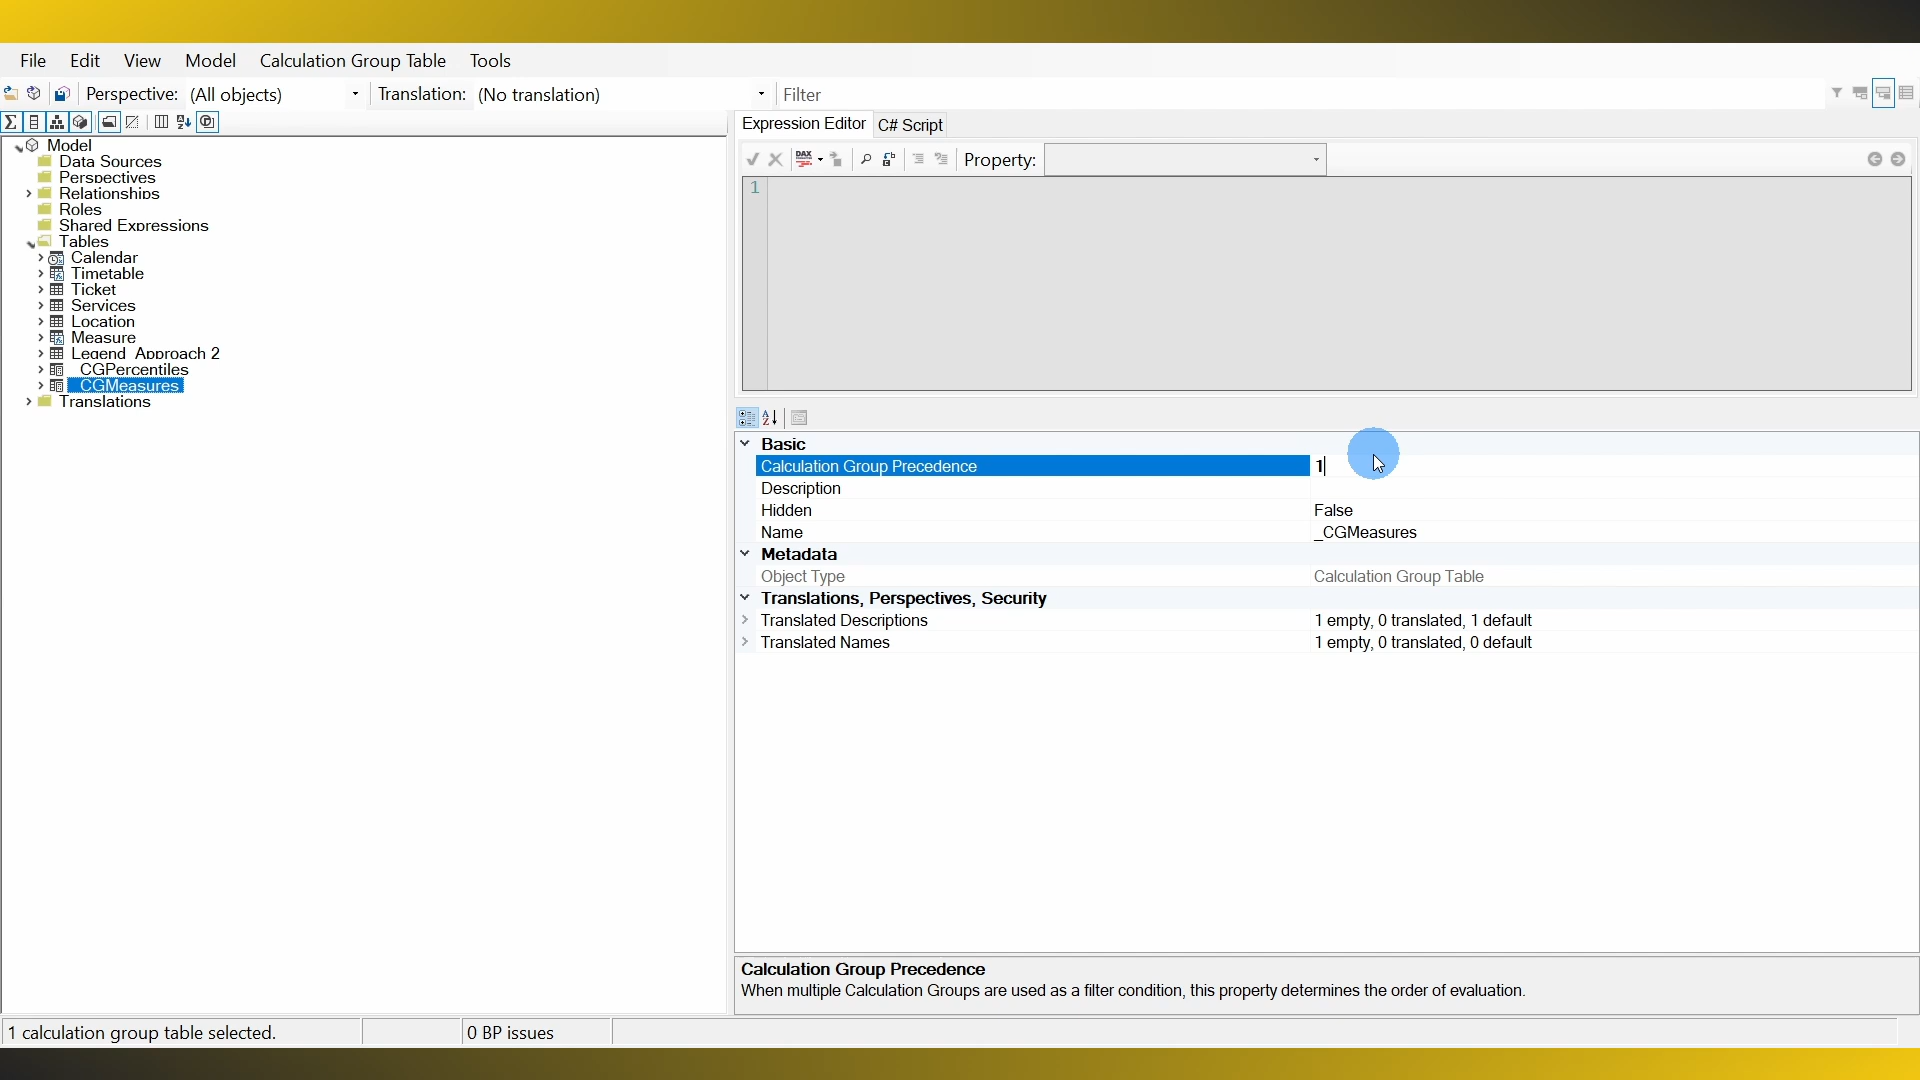 File Edit View Model Calculation Group Table Tools
Perspective: (All objects) Translation: (No translation) Filter
Expression Editor C# Script
DAX Property:
1
Model
Data Sources
Perspectives
Relationships
Roles
Shared Expressions
Tables
Calendar
Timetable
Ticket
Services
Location
Measure
Legend_Approach 2
_CGPercentiles
_CGMeasures
Translations
Basic
Calculation Group Precedence 1
Description
Hidden False
Name _CGMeasures
Metadata
Object Type Calculation Group Table
Translations, Perspectives, Security
Translated Descriptions 1 empty, 0 translated, 1 default
Translated Names 1 empty, 0 translated, 0 default
Calculation Group Precedence
When multiple Calculation Groups are used as a filter condition, this property determines the order of evaluation.
1 calculation group table selected. 0 BP issues